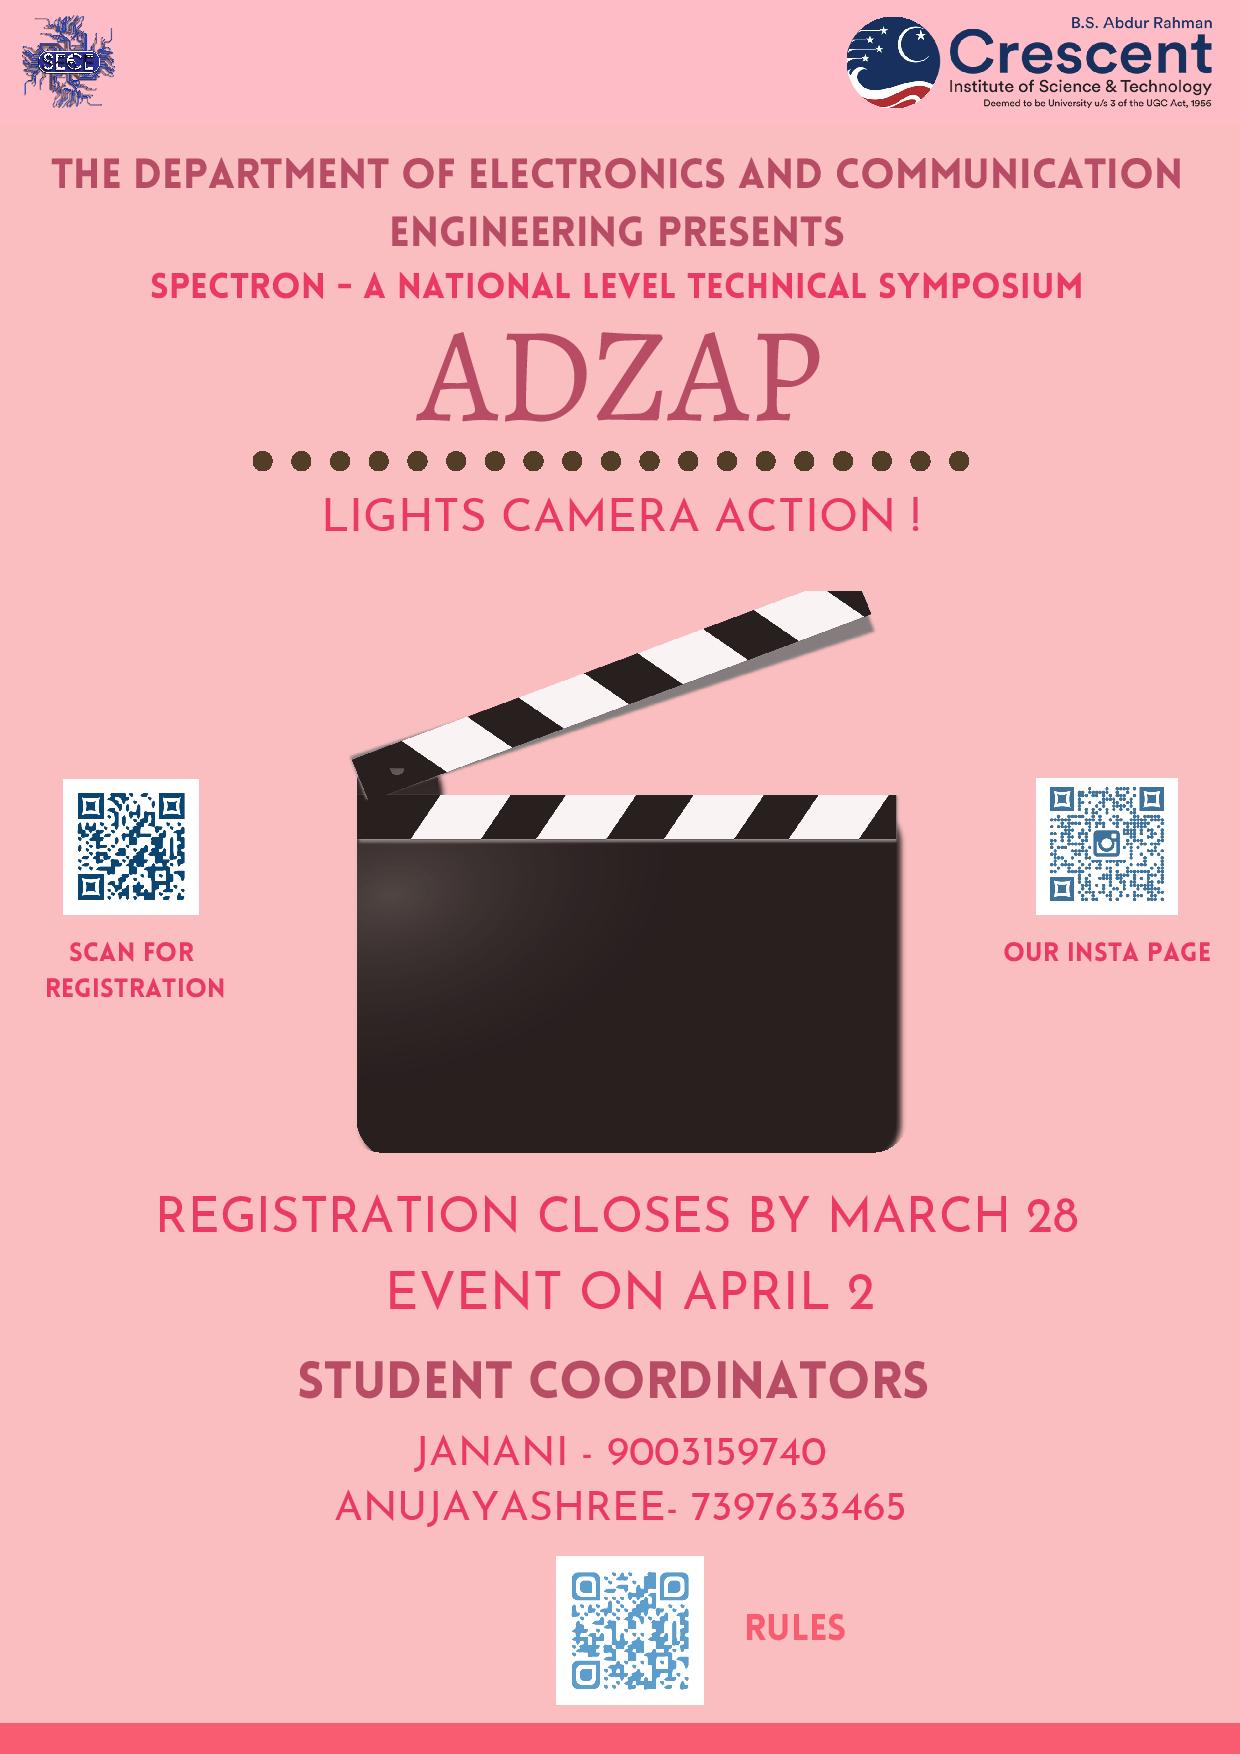 SECE
B.S. Abdur Rahman
Crescent
Institute of Science & Technology
Deemed to be University u/s 3 of the UGC Act, 1956
THE DEPARTMENT OF ELECTRONICS AND COMMUNICATION
ENGINEERING PRESENTS
SPECTRON - A NATIONAL LEVEL TECHNICAL SYMPOSIUM
ADZAP
LIGHTS CAMERA ACTION !
SCAN FOR
REGISTRATION
OUR INSTA PAGE
REGISTRATION CLOSES BY MARCH 28
EVENT ON APRIL 2
STUDENT COORDINATORS
JANANI - 9003159740
ANUJAYASHREE- 7397633465
RULES